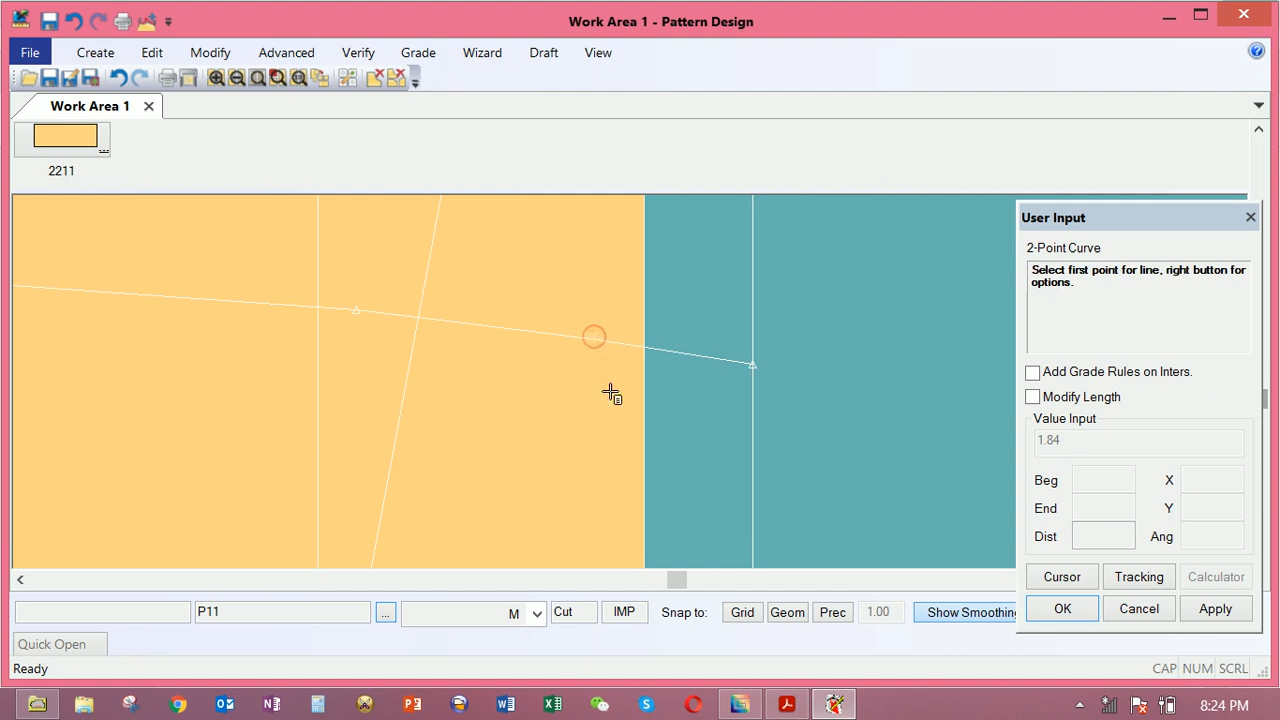 Work Area 1 - Pattern Design
File Create Edit Modify Advanced Verify Grade Wizard Draft View
Work Area 1
...
2211
User Input
2-Point Curve
Select first point for line, right button for
options.
Add Grade Rules on Inters.
Modify Length
Value Input
1.84
Beg X
End Y
Dist Ang
Cursor Tracking Calculator
OK Cancel Apply
P11 ... M Cut IMP Snap to: Grid Geom Prec 1.00 Show Smoothing
Quick Open
Ready CAP NUM SCRL
8:24 PM